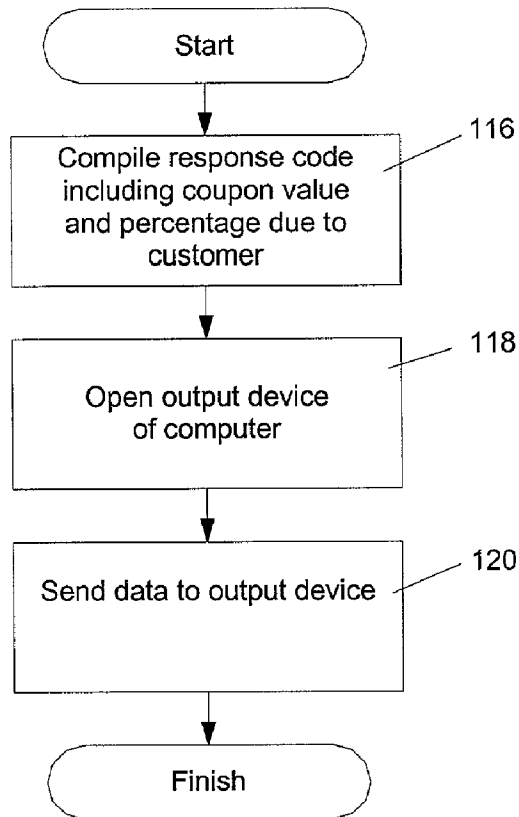 Start
116
Compile response code
including coupon value
and percentage due to
customer
118
Open output device
of computer
120
Send data to output device
Finish